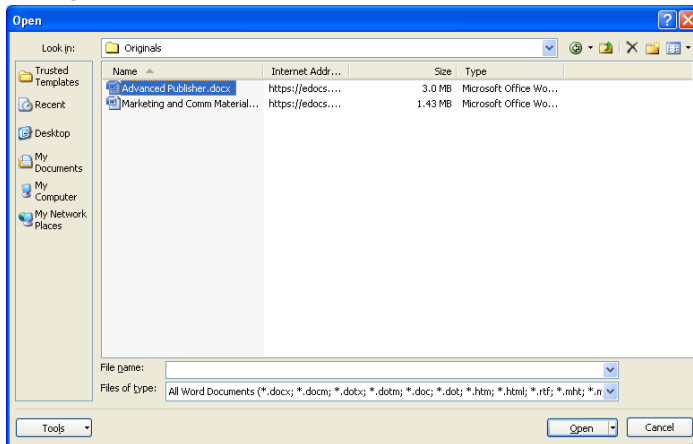 Open
Look in:
Originals
Trusted
Templates
Recent
Desktop
My
Documents
My
Computer
My Network
Places
Name Internet Addr... Size Type
Advanced Publisher.docx https://edocs.... 3.0 MB Microsoft Office Wo...
Marketing and Comm Material... https://edocs.... 1.43 MB Microsoft Office Wo...
File name:
Files of type: All Word Documents (*.docx; *.docm; *.dotx; *.dotm; *.doc; *.dot; *.htm; *.html; *.rtf; *.mht; *.m
Tools
Open
Cancel